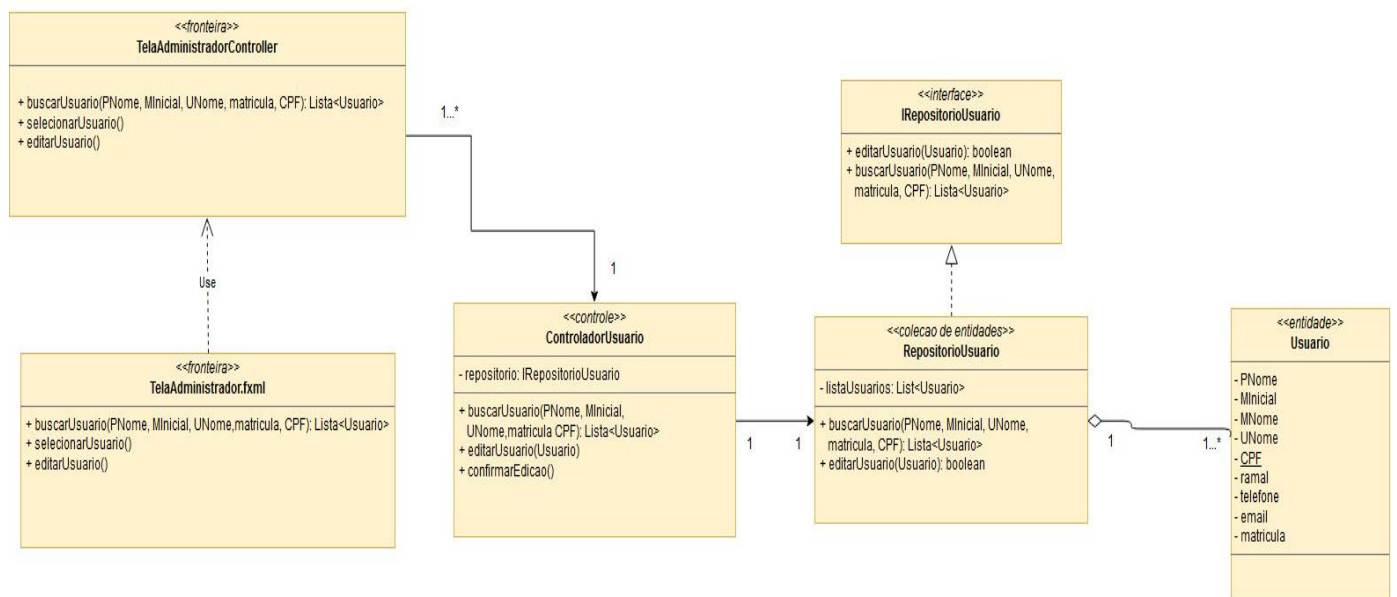 <<fronteira>>
TelaAdministradorController
+ buscarUsuario(PNome, MInicial, UNome, matricula, CPF): Lista<Usuario>
+ selecionarUsuario()
+ editarUsuario()
1...*
Use
<<fronteira>>
TelaAdministrador.fxml
+ buscarUsuario(PNome, MInicial, UNome,matricula, CPF): Lista<Usuario>
+ selecionarUsuario()
+ editarUsuario()
1
<<controle>>
ControladorUsuario
- repositorio: IRepositorioUsuario
+ buscarUsuario(PNome, MInicial,
UNome,matricula CPF): Lista<Usuario>
+ editarUsuario(Usuario)
+ confirmarEdicao()
1
1
<<interface>>
IRepositorioUsuario
+ editarUsuario(Usuario): boolean
+ buscarUsuario(PNome, MInicial, UNome,
matricula, CPF): Lista<Usuario>
<<colecao de entidades>>
RepositorioUsuario
- listaUsuarios: List<Usuario>
+ buscarUsuario(PNome, MInicial, UNome,
matricula, CPF): Lista<Usuario>
+ editarUsuario(Usuario): boolean
1
1...*
<<entidade>>
Usuario
- PNome
- MInicial
- MNome
- UNome
- CPF
- ramal
- telefone
- email
- matricula